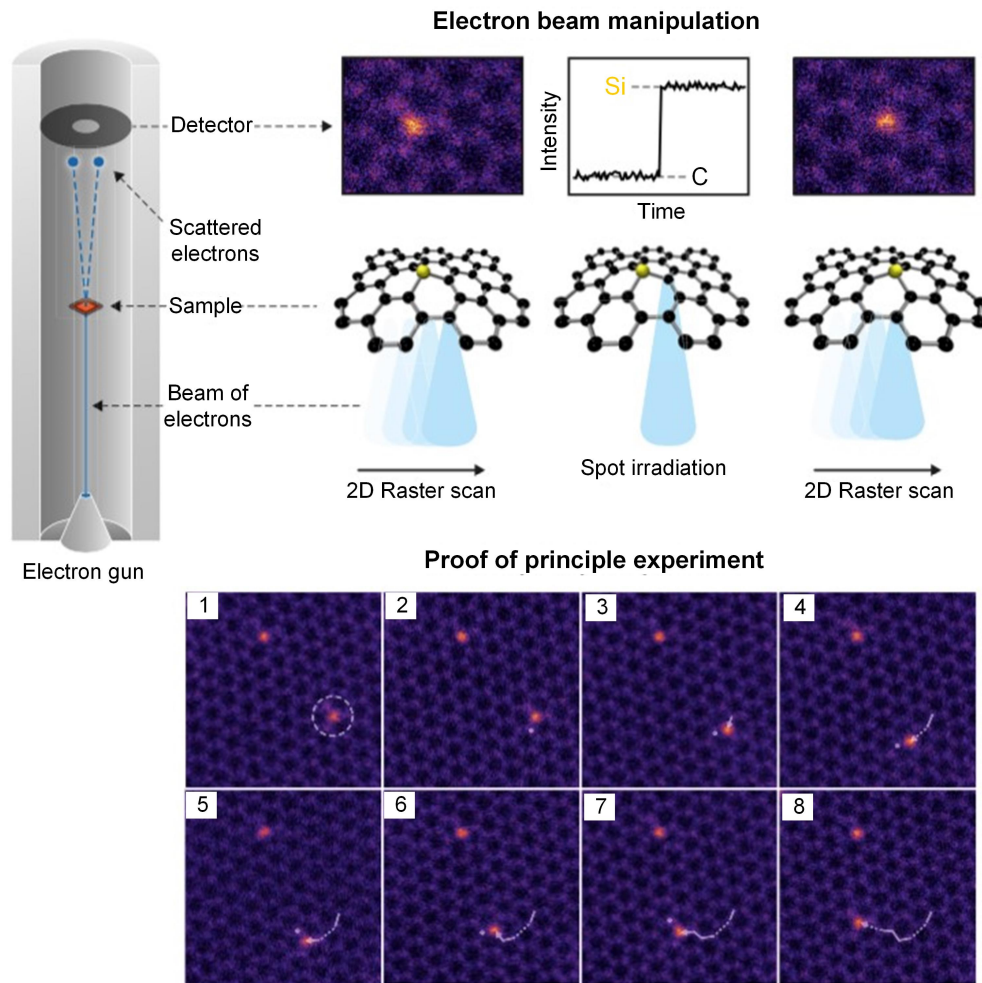 Electron beam manipulation
Detector
Scattered
electrons
Sample
Beam of
electrons
Electron gun
Intensity
Si
C
Time
2D Raster scan
Spot irradiation
2D Raster scan
Proof of principle experiment
1
2
3
4
5
6
7
8